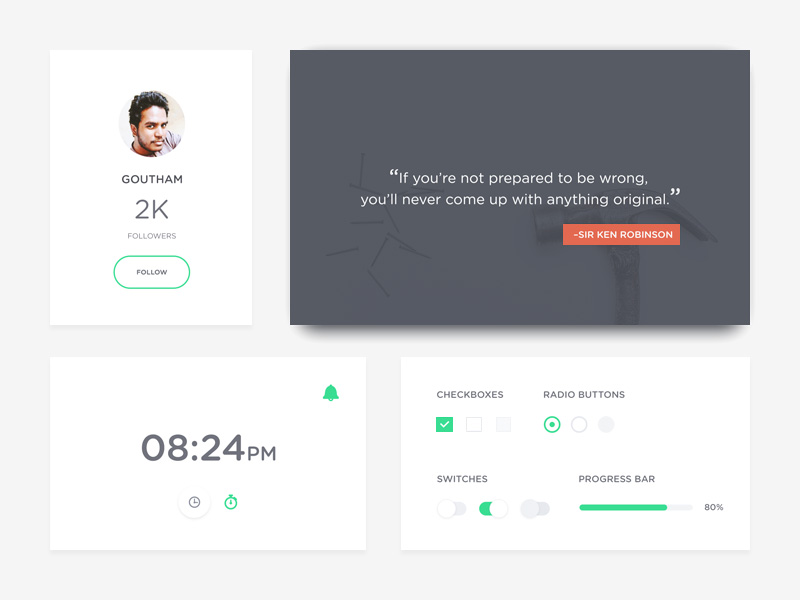 GOUTHAM
2K
FOLLOWERS
FOLLOW
“If you’re not prepared to be wrong,
you’ll never come up with anything original.”
–SIR KEN ROBINSON
08:24PM
CHECKBOXES
RADIO BUTTONS
SWITCHES
PROGRESS BAR
80%